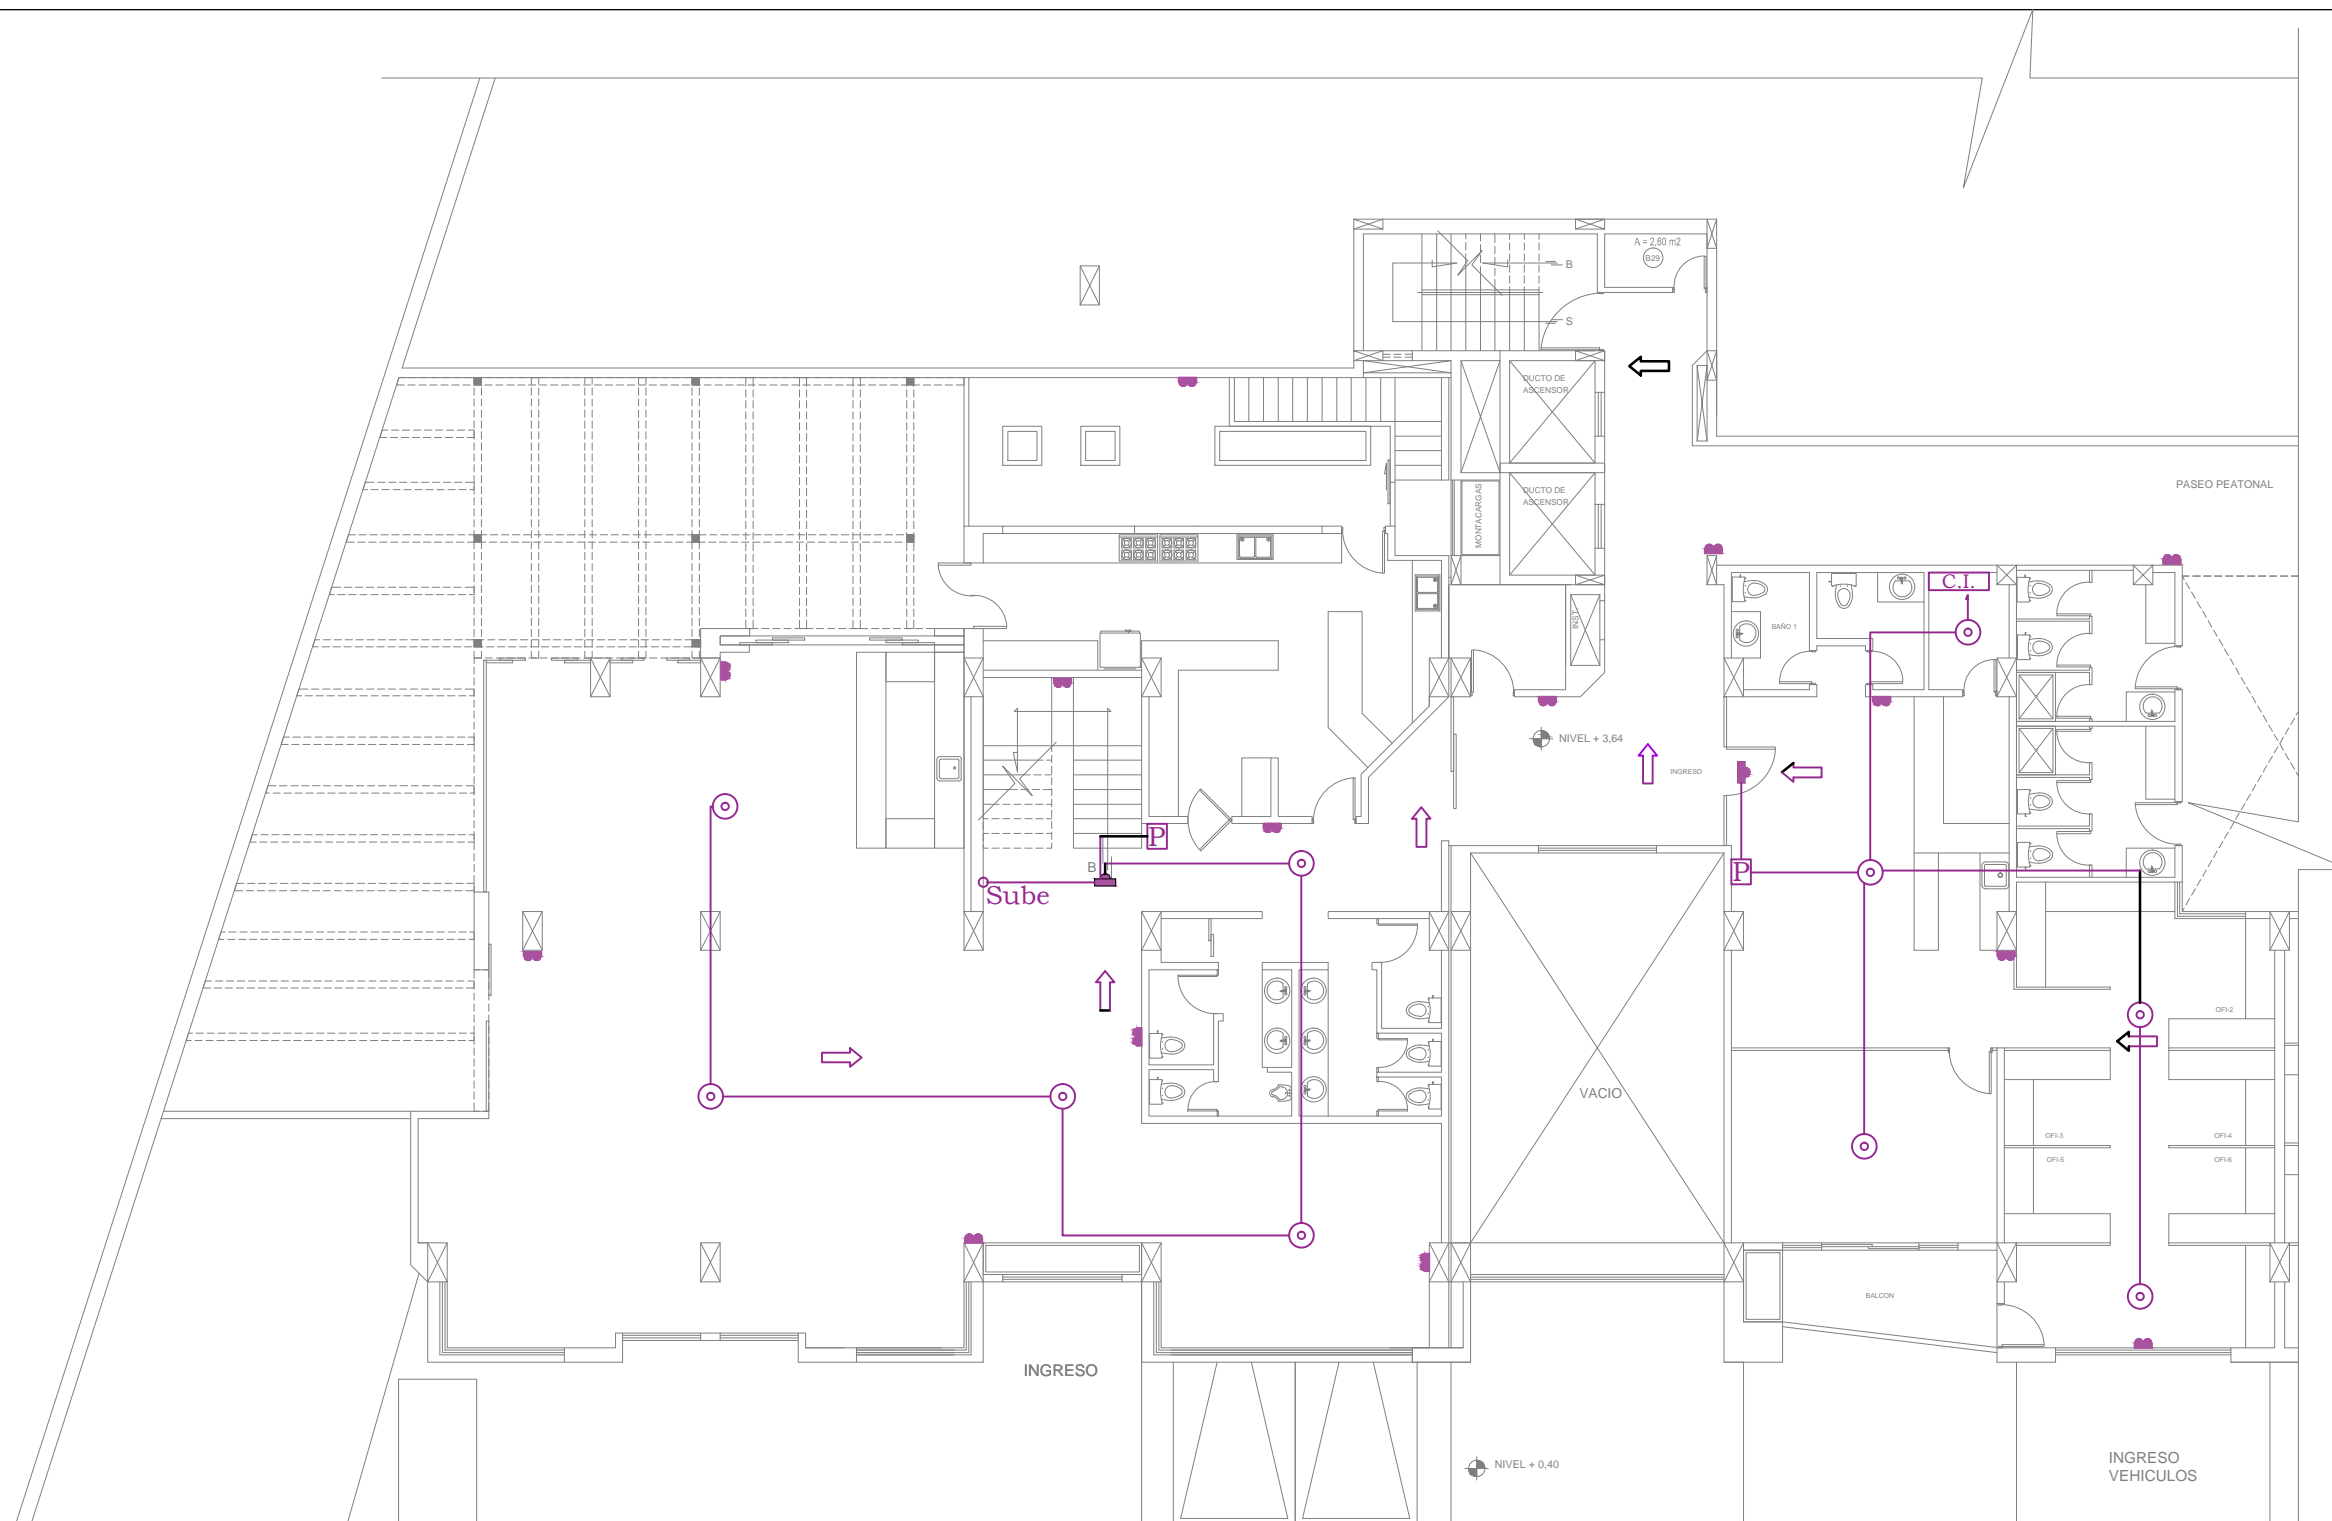 A = 2,60 m2
B29
B
S
DUCTO DE
ASCENSOR
PASEO PEATONAL
DUCTO DE
ASCENSOR
MONTACARGAS
C.I.
INST.
BAÑO 1
NIVEL + 3,64
INGRESO
P
B
P
Sube
OFI-2
VACIO
OFI-3
OFI-4
OFI-5
OFI-6
BALCON
INGRESO
INGRESO
VEHICULOS
NIVEL + 0,40